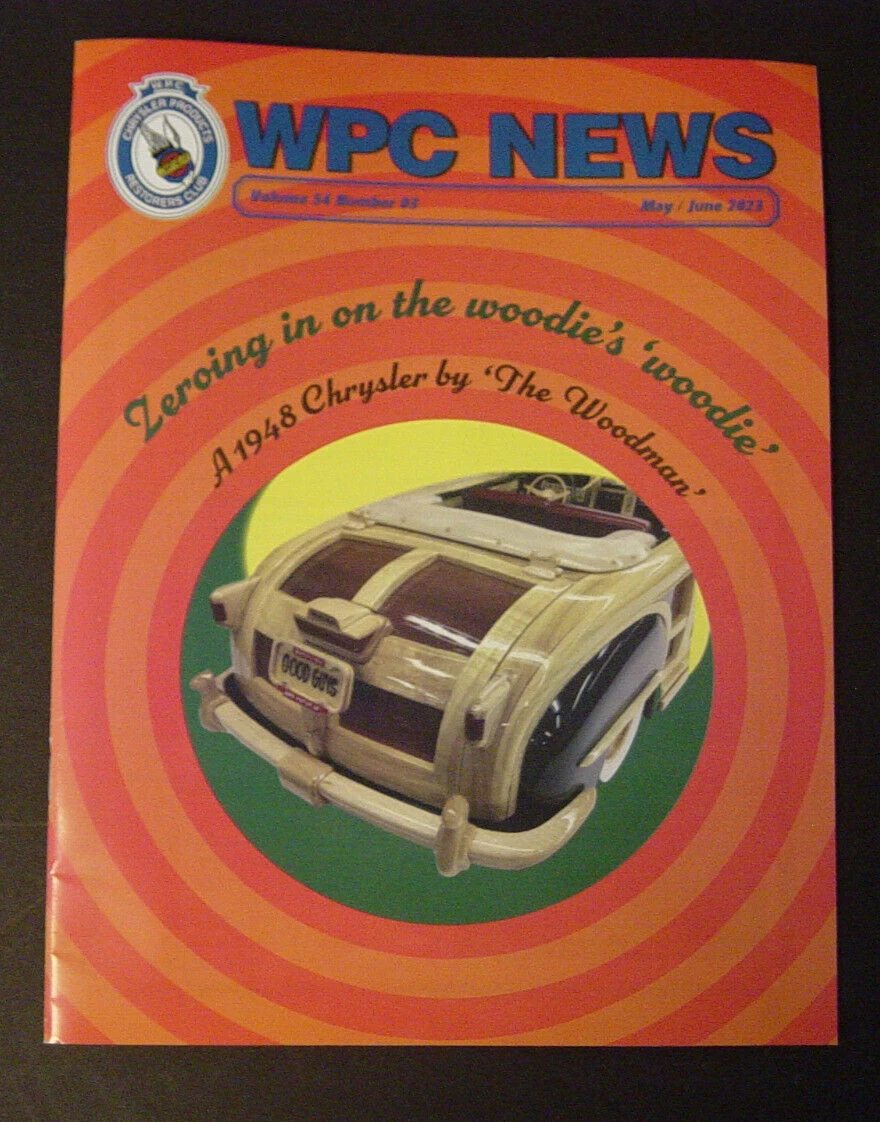 W.P.C.
CHRYSLER PRODUCTS
RESTORERS CLUB
WPC NEWS
Volume 54 Number 05
May / June 2023
Zeroing in on the woodie's 'woodie'
A 1948 Chrysler by 'The Woodman'
GOOD GUYS